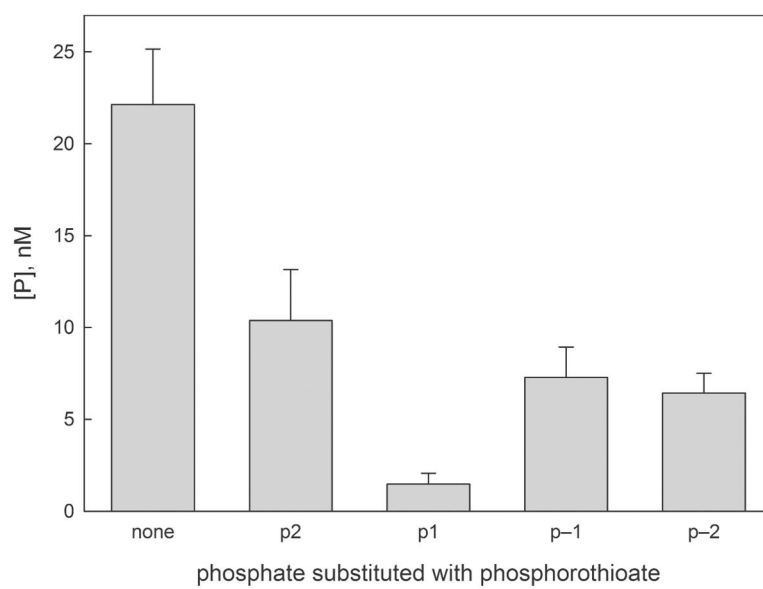 25
20
15
10
5
0
[P], nM
none p2 p1 p–1 p–2
phosphate substituted with phosphorothioate